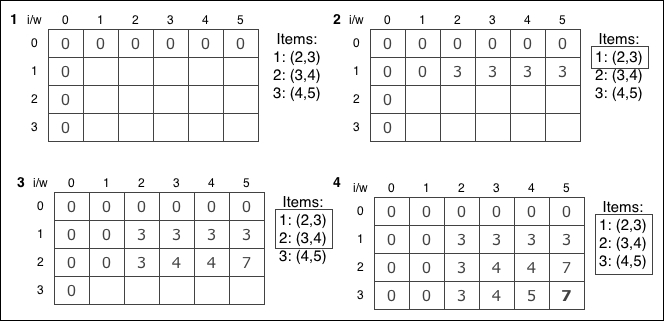 1 i/w 0 1 2 3 4 5
0 0 0 0 0 0 0
1 0
2 0
3 0
Items:
1: (2,3)
2: (3,4)
3: (4,5)
2 i/w 0 1 2 3 4 5
0 0 0 0 0 0 0
1 0 0 3 3 3 3
2 0
3 0
Items:
1: (2,3)
2: (3,4)
3: (4,5)
3 i/w 0 1 2 3 4 5
0 0 0 0 0 0 0
1 0 0 3 3 3 3
2 0 0 3 4 4 7
3 0
Items:
1: (2,3)
2: (3,4)
3: (4,5)
4 i/w 0 1 2 3 4 5
0 0 0 0 0 0 0
1 0 0 3 3 3 3
2 0 0 3 4 4 7
3 0 0 3 4 5 7
Items:
1: (2,3)
2: (3,4)
3: (4,5)